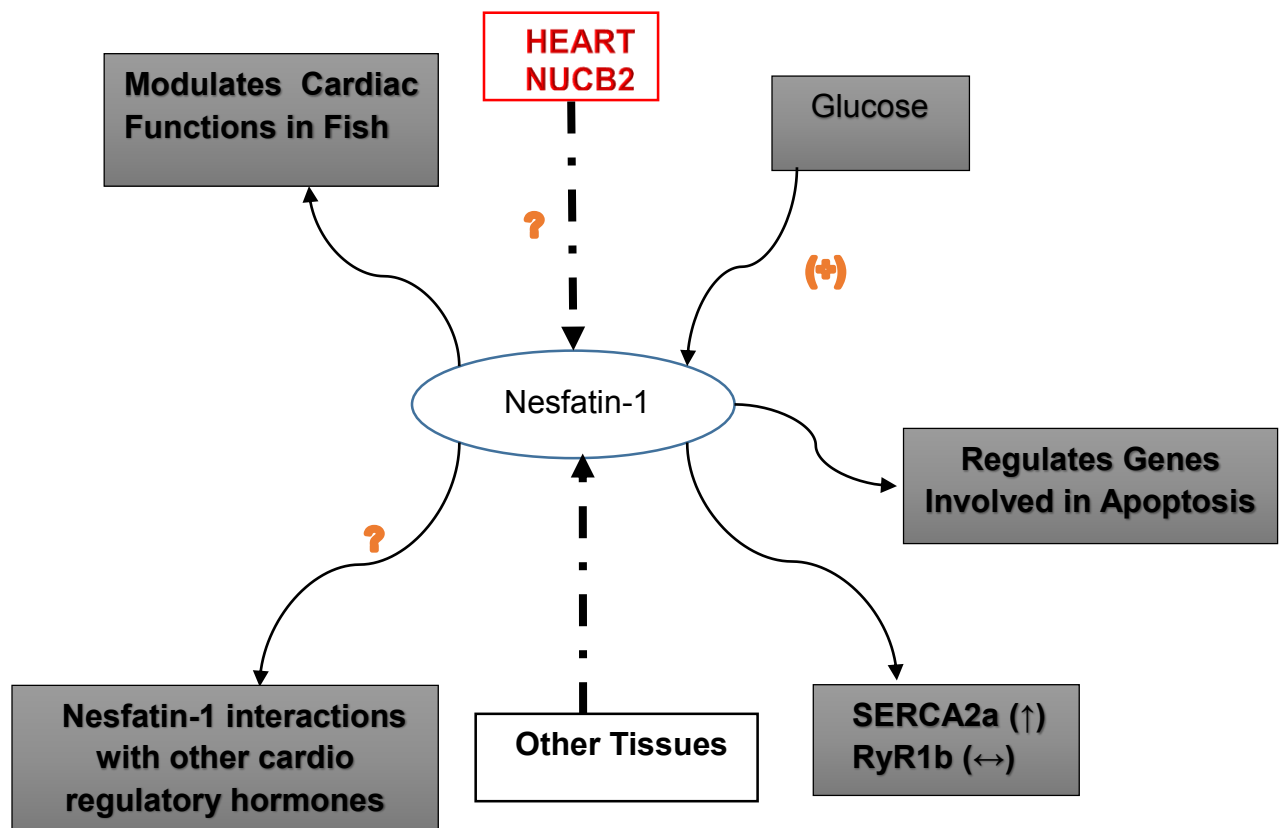 HEART
NUCB2
Modulates Cardiac
Functions in Fish
Glucose
?
(+)
Nesfatin-1
Regulates Genes
Involved in Apoptosis
?
Nesfatin-1 interactions
with other cardio
regulatory hormones
Other Tissues
SERCA2a (↑)
RyR1b (↔)